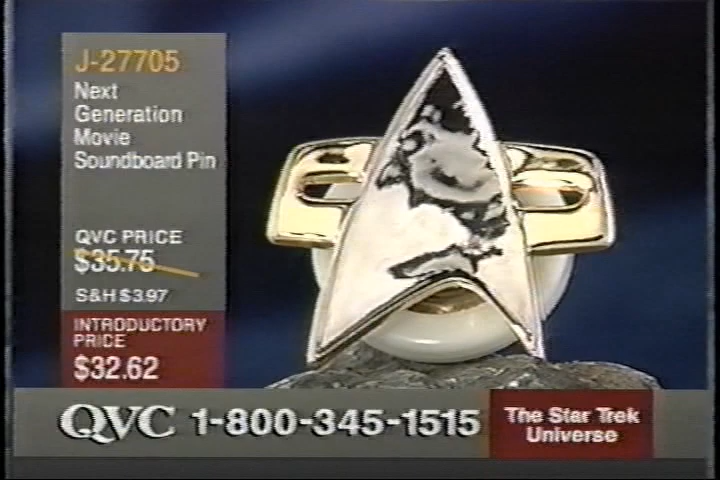 J-27705
Next
Generation
Movie
Soundboard Pin
QVC PRICE
$35.75
S&H $3.97
INTRODUCTORY
PRICE
$32.62
QVC 1-800-345-1515
The Star Trek
Universe